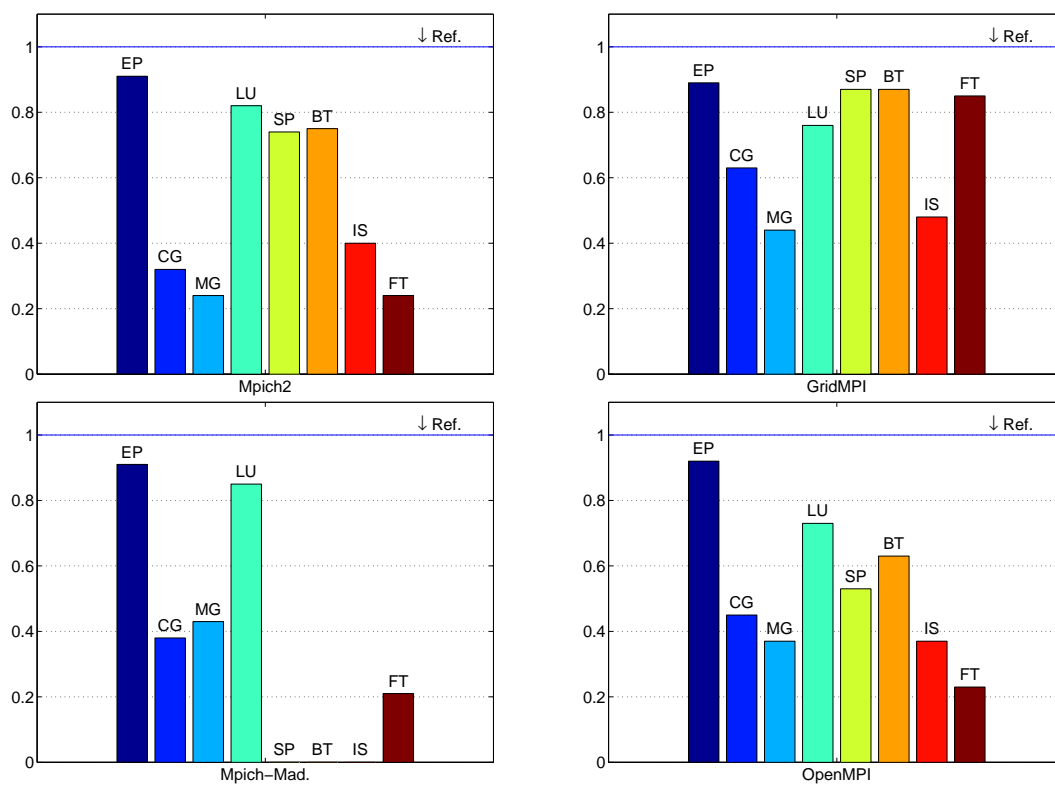 ↓ Ref.
1
EP
LU
0.8
SP
BT
0.6
CG
IS
0.4
MG
FT
0.2
0
Mpich2
↓ Ref.
1
EP
SP
BT
FT
0.8
LU
CG
0.6
MG
IS
0.4
0.2
0
GridMPI
↓ Ref.
1
EP
LU
0.8
0.6
CG
MG
0.4
FT
0.2
SP
BT
IS
0
Mpich−Mad.
↓ Ref.
1
EP
0.8
LU
BT
0.6
SP
CG
MG
IS
0.4
FT
0.2
0
OpenMPI